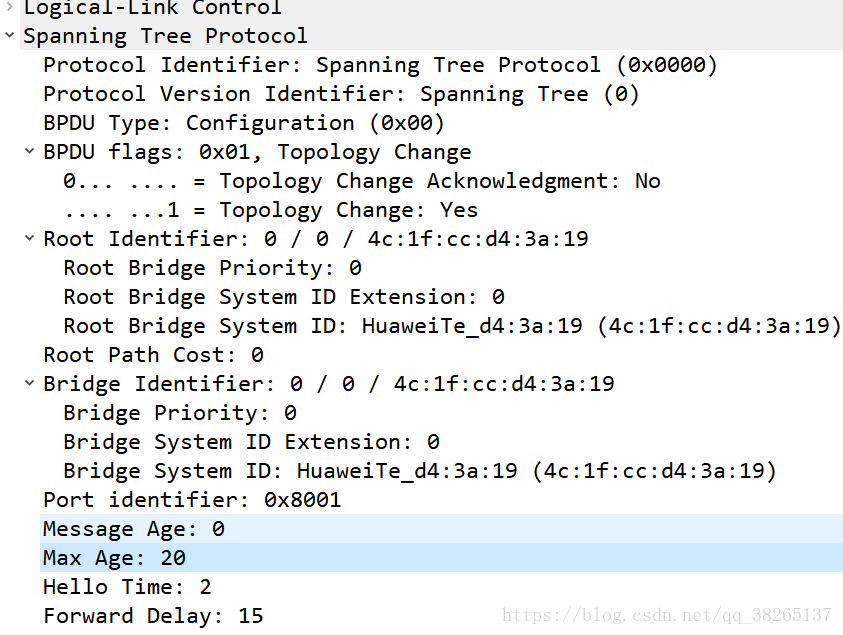 Logical-Link Control
Spanning Tree Protocol
Protocol Identifier: Spanning Tree Protocol (0x0000)
Protocol Version Identifier: Spanning Tree (0)
BPDU Type: Configuration (0x00)
BPDU flags: 0x01, Topology Change
0... .... = Topology Change Acknowledgment: No
.... ...1 = Topology Change: Yes
Root Identifier: 0 / 0 / 4c:1f:cc:d4:3a:19
Root Bridge Priority: 0
Root Bridge System ID Extension: 0
Root Bridge System ID: HuaweiTe_d4:3a:19 (4c:1f:cc:d4:3a:19)
Root Path Cost: 0
Bridge Identifier: 0 / 0 / 4c:1f:cc:d4:3a:19
Bridge Priority: 0
Bridge System ID Extension: 0
Bridge System ID: HuaweiTe_d4:3a:19 (4c:1f:cc:d4:3a:19)
Port identifier: 0x8001
Message Age: 0
Max Age: 20
Hello Time: 2
Forward Delay: 15
https://blog.csdn.net/qq_38265137